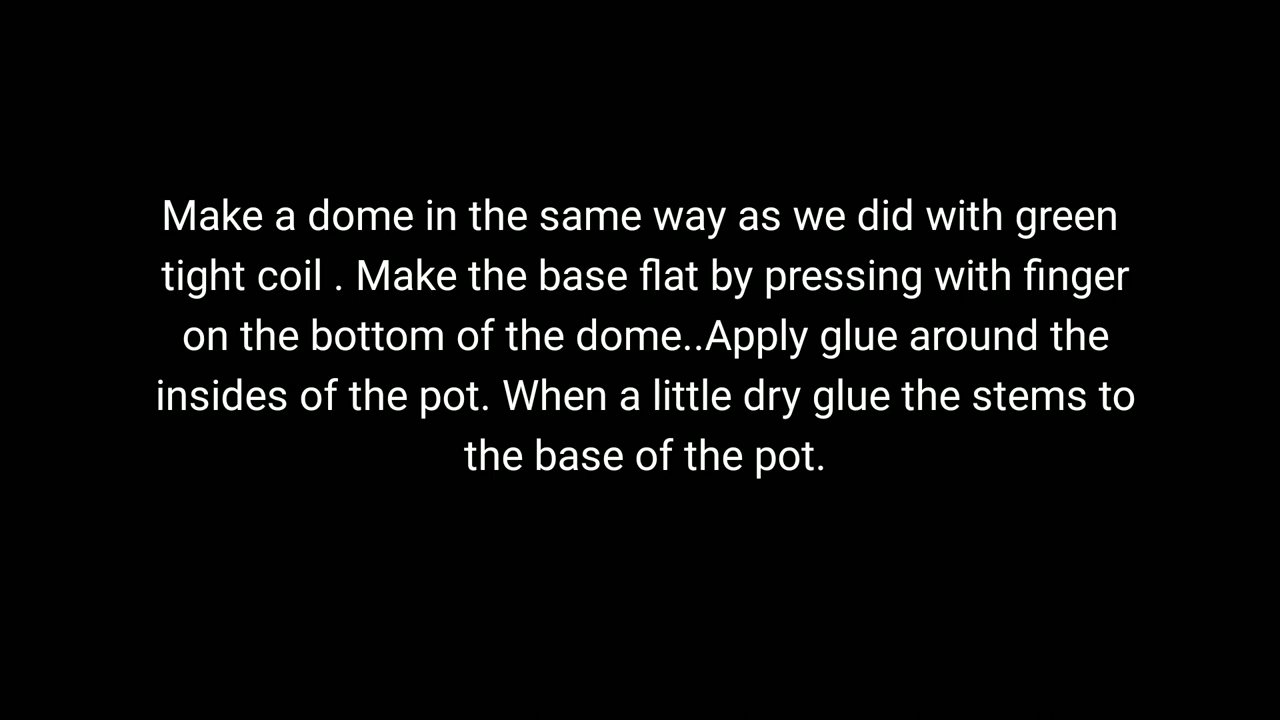 Make a dome in the same way as we did with green
tight coil . Make the base flat by pressing with finger
on the bottom of the dome..Apply glue around the
insides of the pot. When a little dry glue the stems to
the base of the pot.